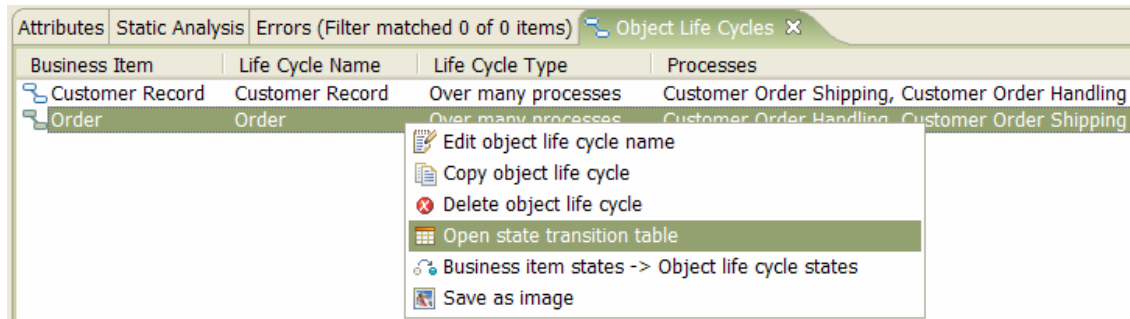 Attributes Static Analysis Errors (Filter matched 0 of 0 items) Object Life Cycles
Business Item Life Cycle Name Life Cycle Type Processes
Customer Record Customer Record Over many processes Customer Order Shipping, Customer Order Handling
Order Order Over many processes Customer Order Handling, Customer Order Shipping
Edit object life cycle name
Copy object life cycle
Delete object life cycle
Open state transition table
Business item states -> Object life cycle states
Save as image